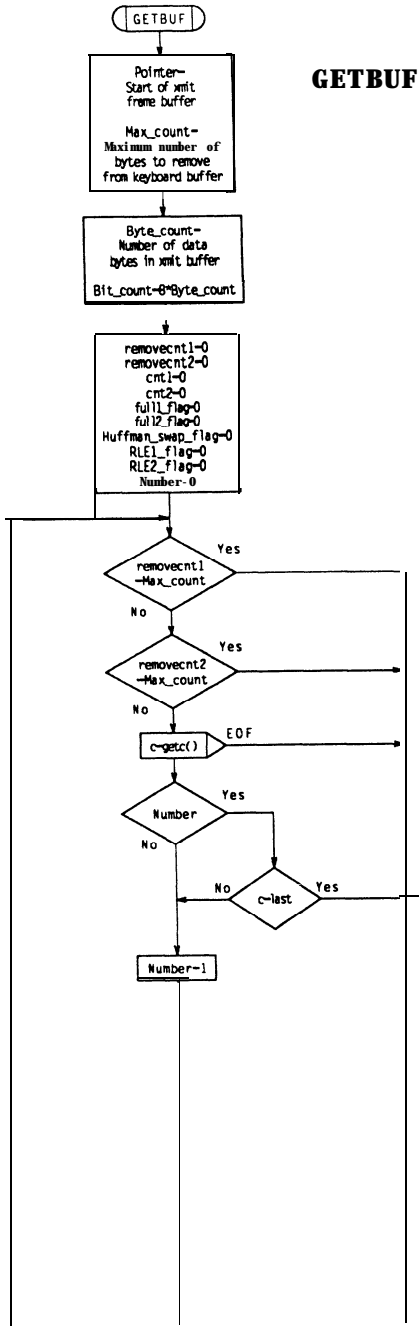 GETBUF
GETBUF
Pointer-
Start of xmit
frame buffer
Max_count-
Maximum number of
bytes to remove
from keyboard buffer
Byte_count-
Number of data
bytes in xmit buffer
Bit_count-8*Byte_count
removecnt1-0
removecnt2-0
cnt1-0
cnt2-0
full1_flag-0
full2_flag-0
Huffman_swap_flag-0
RLE1_flag-0
RLE2_flag-0
Number-0
Yes
removecnt1
-Max_count
No
Yes
removecnt2
-Max_count
No
EOF
c-getc()
Yes
Number
No
No
Yes
c-last
Number-1